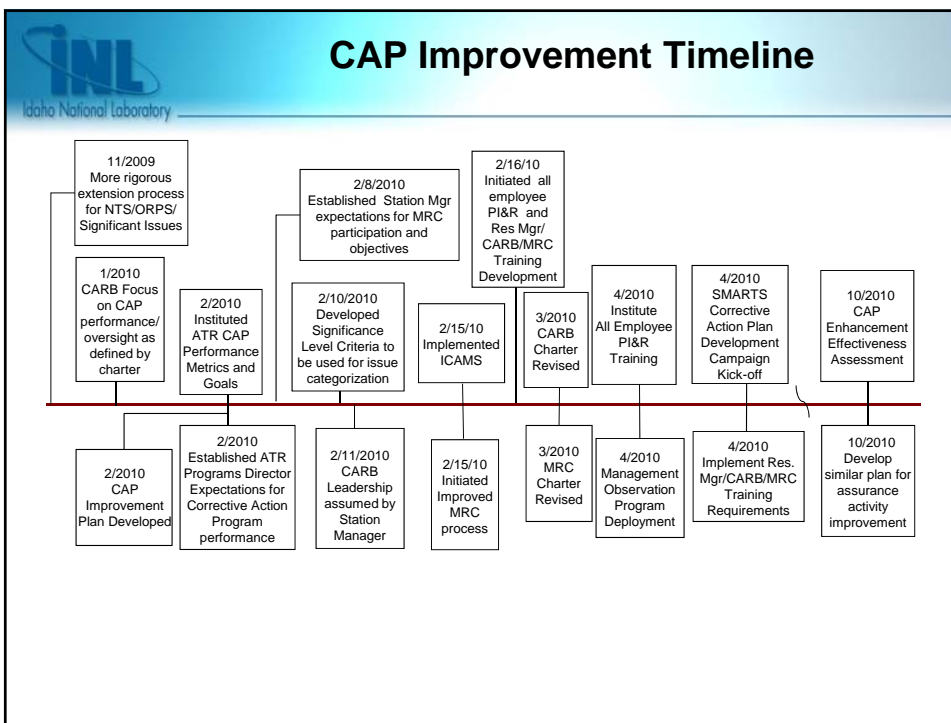 CAP Improvement Timeline
INL
Idaho National Laboratory
11/2009
More rigorous
extension process
for NTS/ORPS/
Significant Issues
1/2010
CARB Focus
on CAP
performance/
oversight as
defined by
charter
2/2010
Instituted
ATR CAP
Performance
Metrics and
Goals
2/8/2010
Established Station Mgr
expectations for MRC
participation and
objectives
2/10/2010
Developed
Significance
Level Criteria to
be used for issue
categorization
2/15/10
Implemented
ICAMS
2/16/10
Initiated all
employee
PI&R and
Res Mgr/
CARB/MRC
Training
Development
3/2010
CARB
Charter
Revised
4/2010
Institute
All Employee
PI&R
Training
4/2010
SMARTS
Corrective
Action Plan
Development
Campaign
Kick-off
10/2010
CAP
Enhancement
Effectiveness
Assessment
2/2010
CAP
Improvement
Plan Developed
2/2010
Established ATR
Programs Director
Expectations for
Corrective Action
Program
performance
2/11/2010
CARB
Leadership
assumed by
Station
Manager
2/15/10
Initiated
Improved
MRC
process
3/2010
MRC
Charter
Revised
4/2010
Management
Observation
Program
Deployment
4/2010
Implement Res.
Mgr/CARB/MRC
Training
Requirements
10/2010
Develop
similar plan for
assurance
activity
improvement